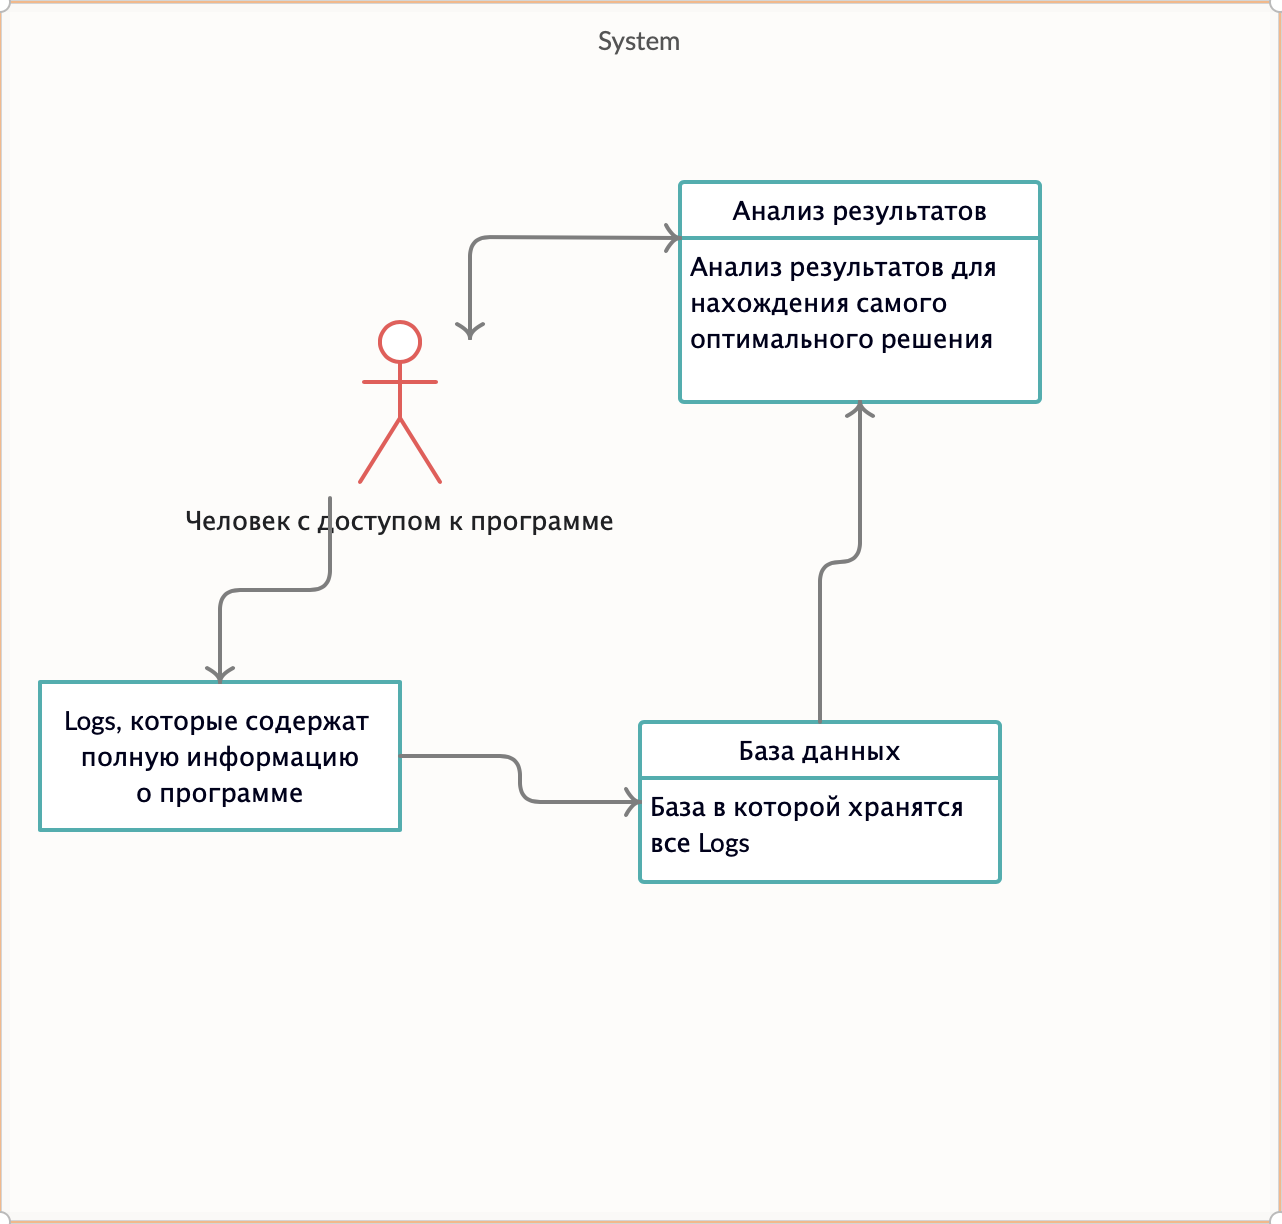 System
Анализ результатов
Анализ результатов для
нахождения самого
оптимального решения
Человек с доступом к программе
Logs, которые содержат
полную информацию
о программе
База данных
База в которой хранятся
все Logs